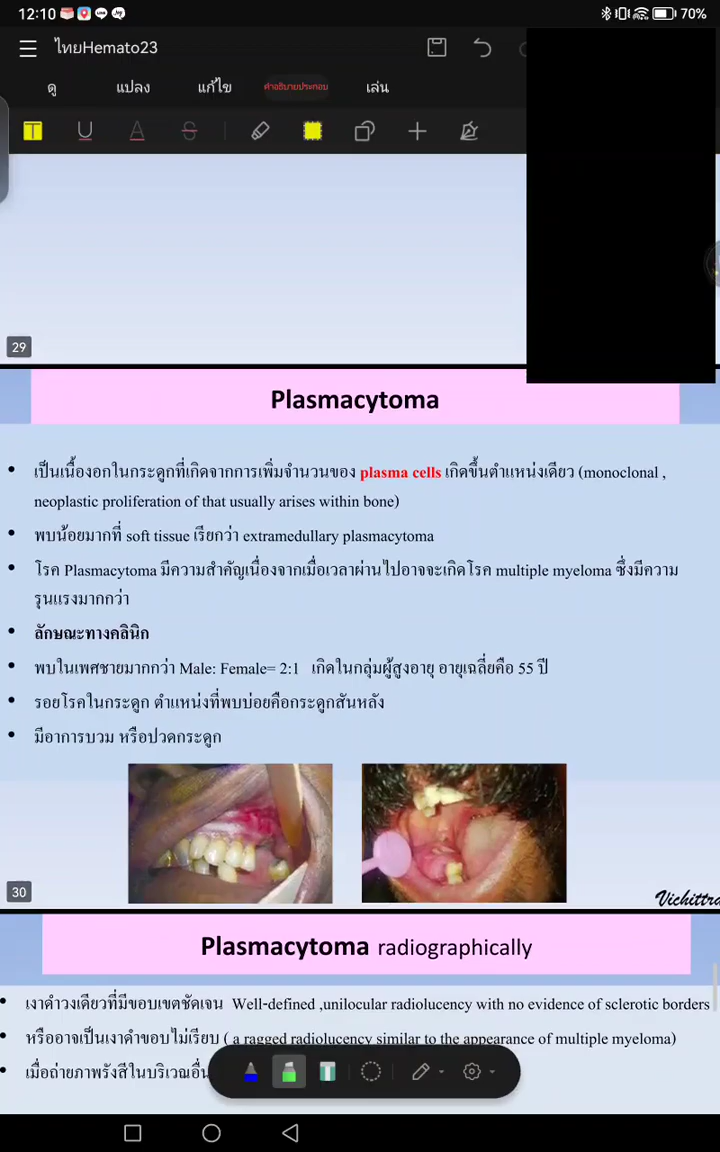 12:10
70%
ไทยHemato23
ดู แปลง แก้ไข คำอธิบายประกอบ เล่น
T U A S
29
Plasmacytoma
• เป็นเนื้องอกในกระดูกที่เกิดจากการเพิ่มจำนวนของ plasma cells เกิดขึ้นตำแหน่งเดียว (monoclonal ,
neoplastic proliferation of that usually arises within bone)
• พบน้อยมากที่ soft tissue เรียกว่า extramedullary plasmacytoma
• โรค Plasmacytoma มีความสำคัญเนื่องจากเมื่อเวลาผ่านไปอาจจะเกิดโรค multiple myeloma ซึ่งมีความ
รุนแรงมากกว่า
• ลักษณะทางคลินิก
• พบในเพศชายมากกว่า Male: Female= 2:1 เกิดในกลุ่มผู้สูงอายุ อายุเฉลี่ยคือ 55 ปี
• รอยโรคในกระดูก ตำแหน่งที่พบบ่อยคือกระดูกสันหลัง
• มีอาการบวม หรือปวดกระดูก
30
Vichittra
Plasmacytoma radiographically
• เงาดำวงเดียวที่มีขอบเขตชัดเจน Well-defined ,unilocular radiolucency with no evidence of sclerotic borders
• หรืออาจเป็นเงาดำขอบไม่เรียบ ( a ragged radiolucency similar to the appearance of multiple myeloma)
• เมื่อถ่ายภาพรังสีในบริเวณอื่น